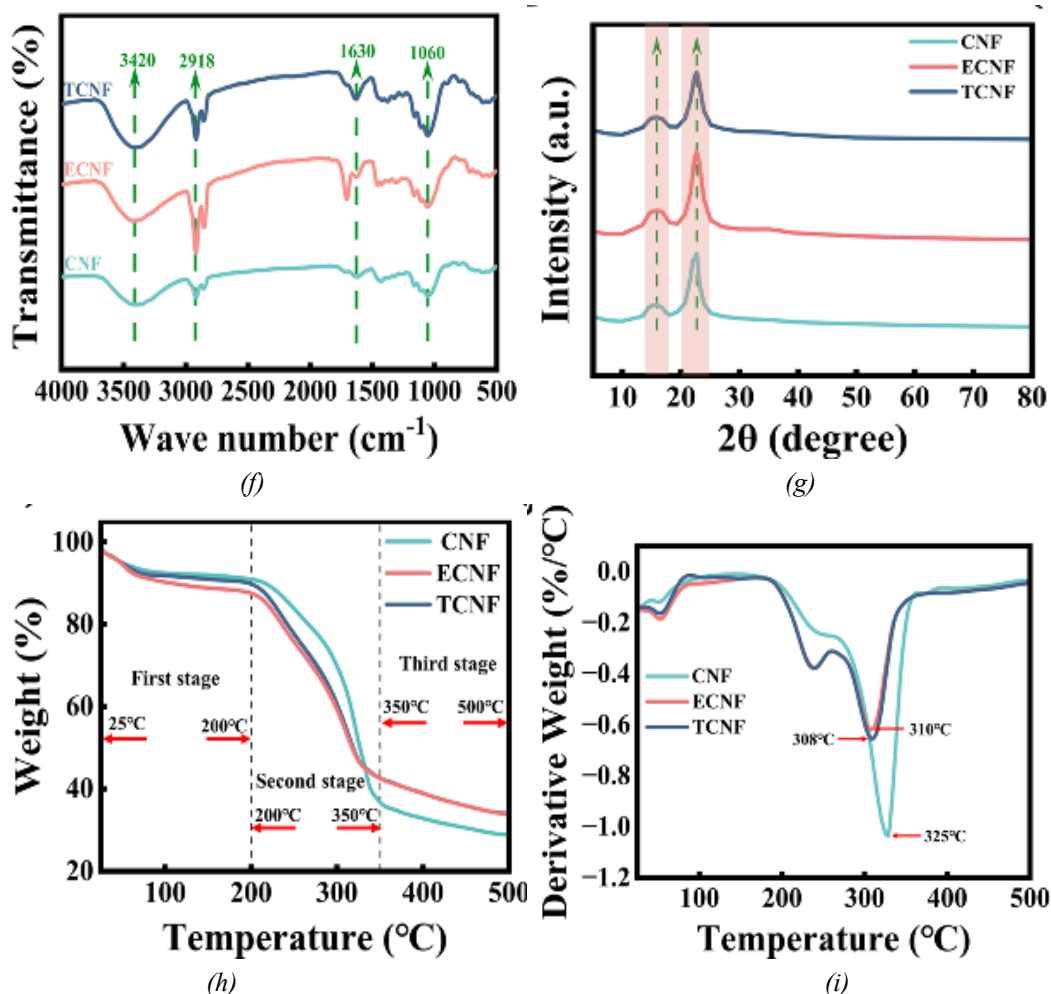 Transmittance (%)
3420
2918
1630
1060
TCNF
ECNF
CNF
4000 3500 3000 2500 2000 1500 1000 500
Wave number (cm⁻¹)
(f)
Intensity (a.u.)
CNF
ECNF
TCNF
10 20 30 40 50 60 70 80
2θ (degree)
(g)
Weight (%)
100
80
60
40
20
CNF
ECNF
TCNF
First stage
25℃
200℃
Second stage
200℃
350℃
Third stage
350℃
500℃
100 200 300 400 500
Temperature (℃)
(h)
Derivative Weight (%/℃)
0.0
−0.2
−0.4
−0.6
−0.8
−1.0
−1.2
CNF
ECNF
TCNF
308℃
310℃
325℃
100 200 300 400 500
Temperature (℃)
(i)